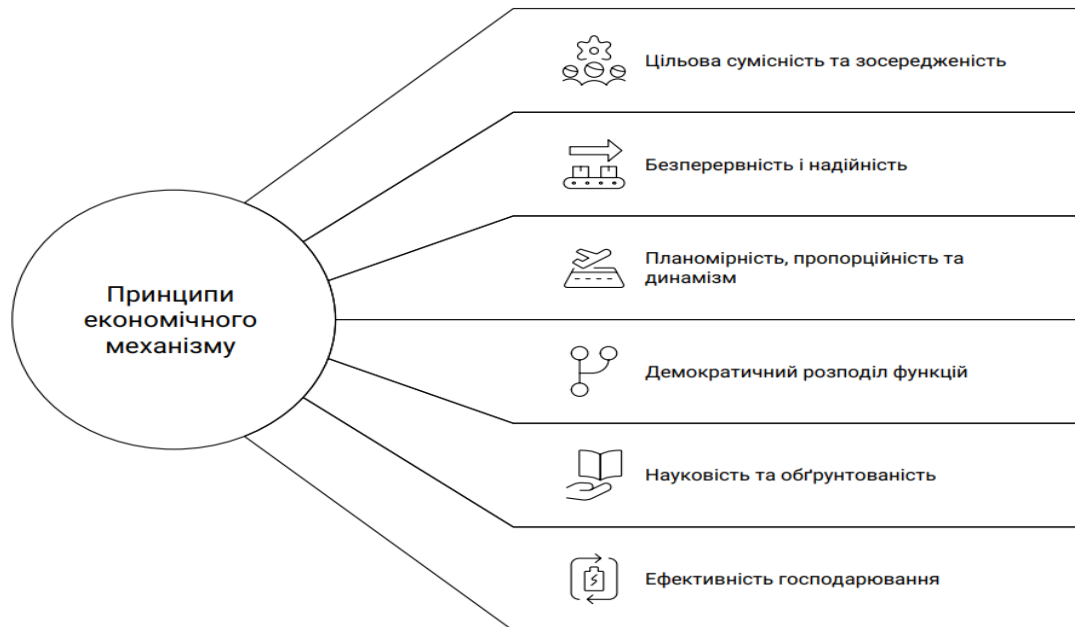 Принципи
економічного
механізму
Цільова сумісність та зосередженість
Безперервність і надійність
Планомірність, пропорційність та
динамізм
Демократичний розподіл функцій
Науковість та обґрунтованість
Ефективність господарювання